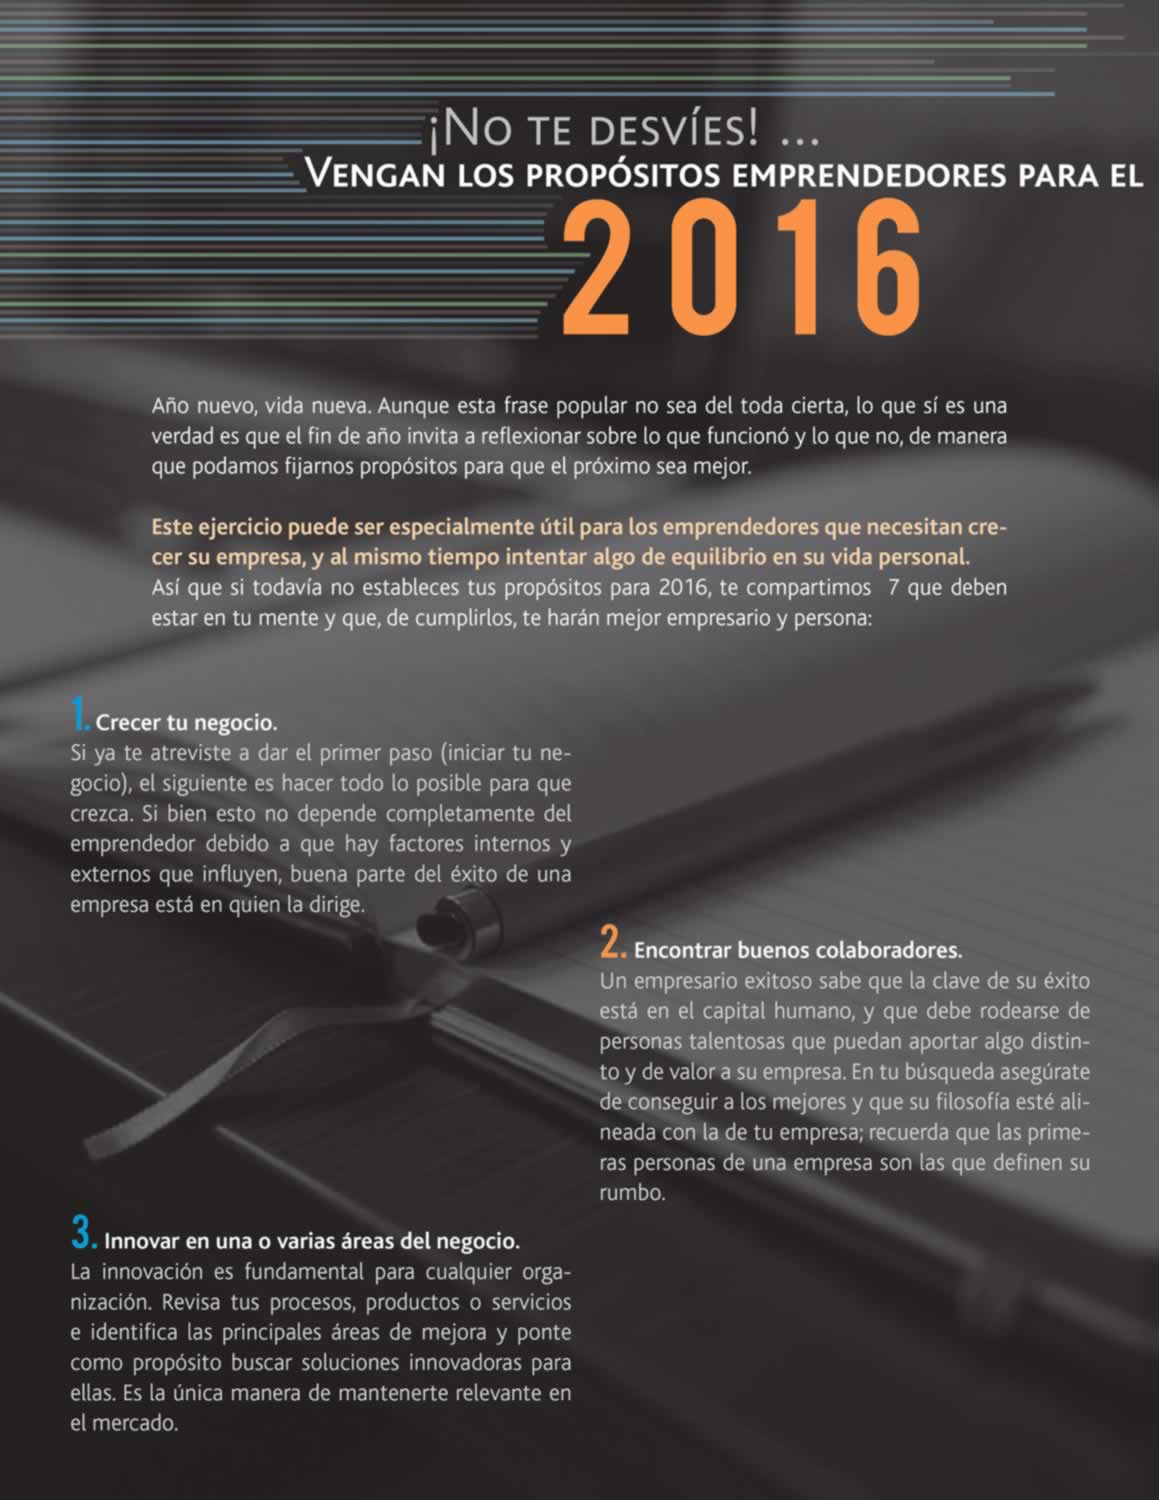 ¡No te desvíes! ...
Vengan los propósitos emprendedores para el
2016
Año nuevo, vida nueva. Aunque esta frase popular no sea del toda cierta, lo que sí es una
verdad es que el fin de año invita a reflexionar sobre lo que funcionó y lo que no, de manera
que podamos fijarnos propósitos para que el próximo sea mejor.
Este ejercicio puede ser especialmente útil para los emprendedores que necesitan cre-
cer su empresa, y al mismo tiempo intentar algo de equilibrio en su vida personal.
Así que si todavía no estableces tus propósitos para 2016, te compartimos 7 que deben
estar en tu mente y que, de cumplirlos, te harán mejor empresario y persona:
1. Crecer tu negocio.
Si ya te atreviste a dar el primer paso (iniciar tu ne-
gocio), el siguiente es hacer todo lo posible para que
crezca. Si bien esto no depende completamente del
emprendedor debido a que hay factores internos y
externos que influyen, buena parte del éxito de una
empresa está en quien la dirige.
2. Encontrar buenos colaboradores.
Un empresario exitoso sabe que la clave de su éxito
está en el capital humano, y que debe rodearse de
personas talentosas que puedan aportar algo distin-
to y de valor a su empresa. En tu búsqueda asegúrate
de conseguir a los mejores y que su filosofía esté ali-
neada con la de tu empresa; recuerda que las prime-
ras personas de una empresa son las que definen su
rumbo.
3. Innovar en una o varias áreas del negocio.
La innovación es fundamental para cualquier orga-
nización. Revisa tus procesos, productos o servicios
e identifica las principales áreas de mejora y ponte
como propósito buscar soluciones innovadoras para
ellas. Es la única manera de mantenerte relevante en
el mercado.